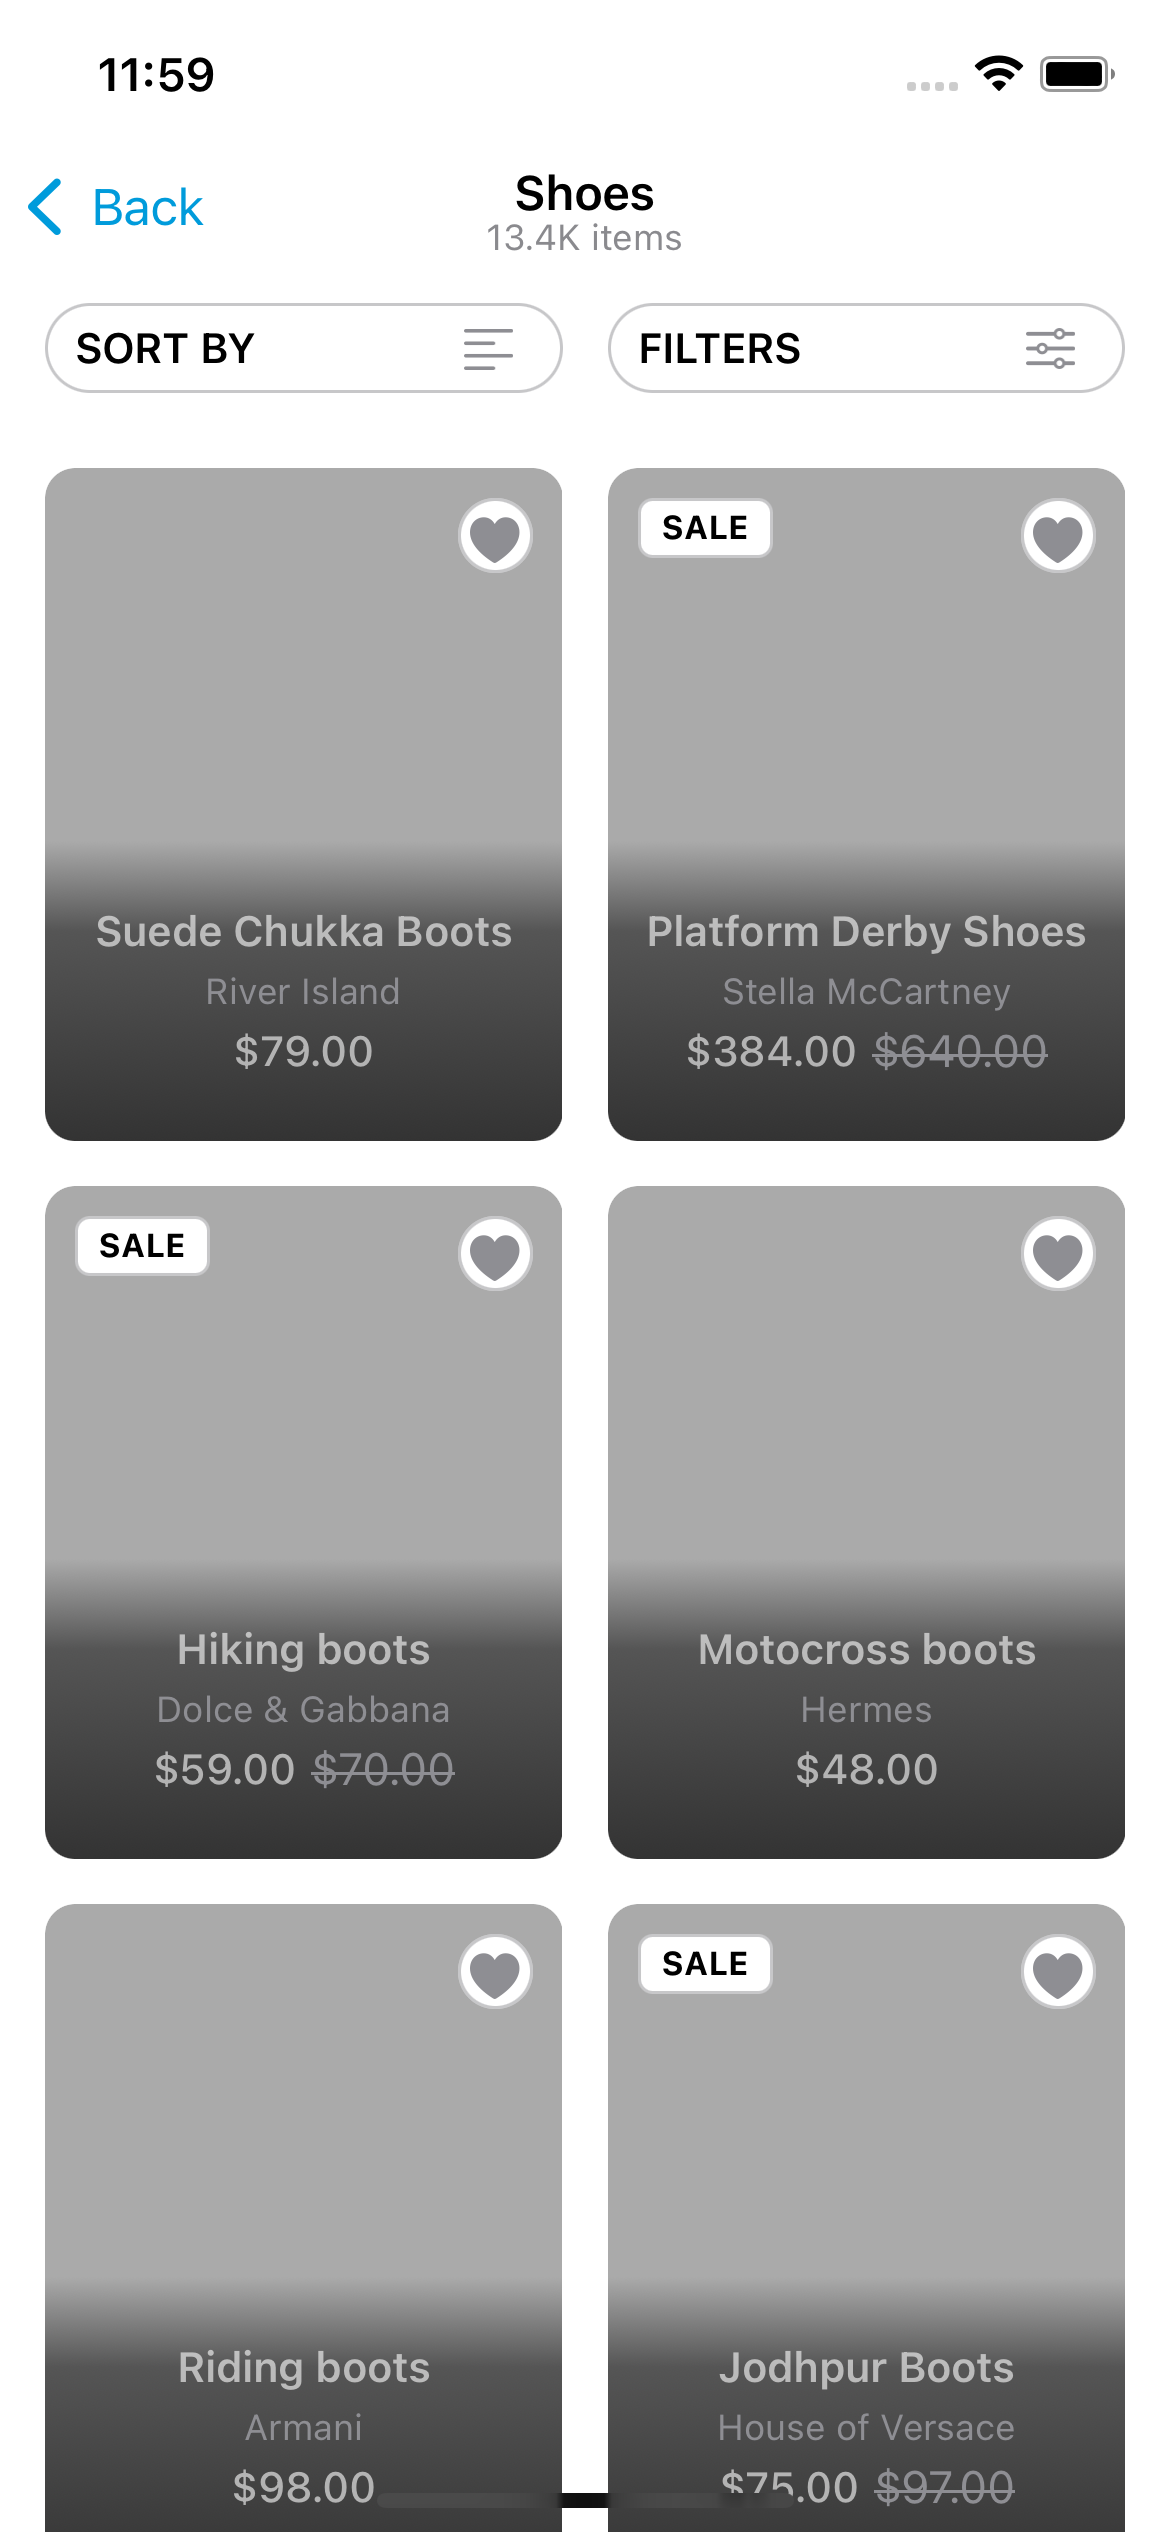 11:59
Back
Shoes
13.4K items
SORT BY
FILTERS
Suede Chukka Boots
River Island
$79.00
SALE
Platform Derby Shoes
Stella McCartney
$384.00 $640.00
SALE
Hiking boots
Dolce & Gabbana
$59.00 $70.00
Motocross boots
Hermes
$48.00
Riding boots
Armani
$98.00
SALE
Jodhpur Boots
House of Versace
$75.00 $97.00